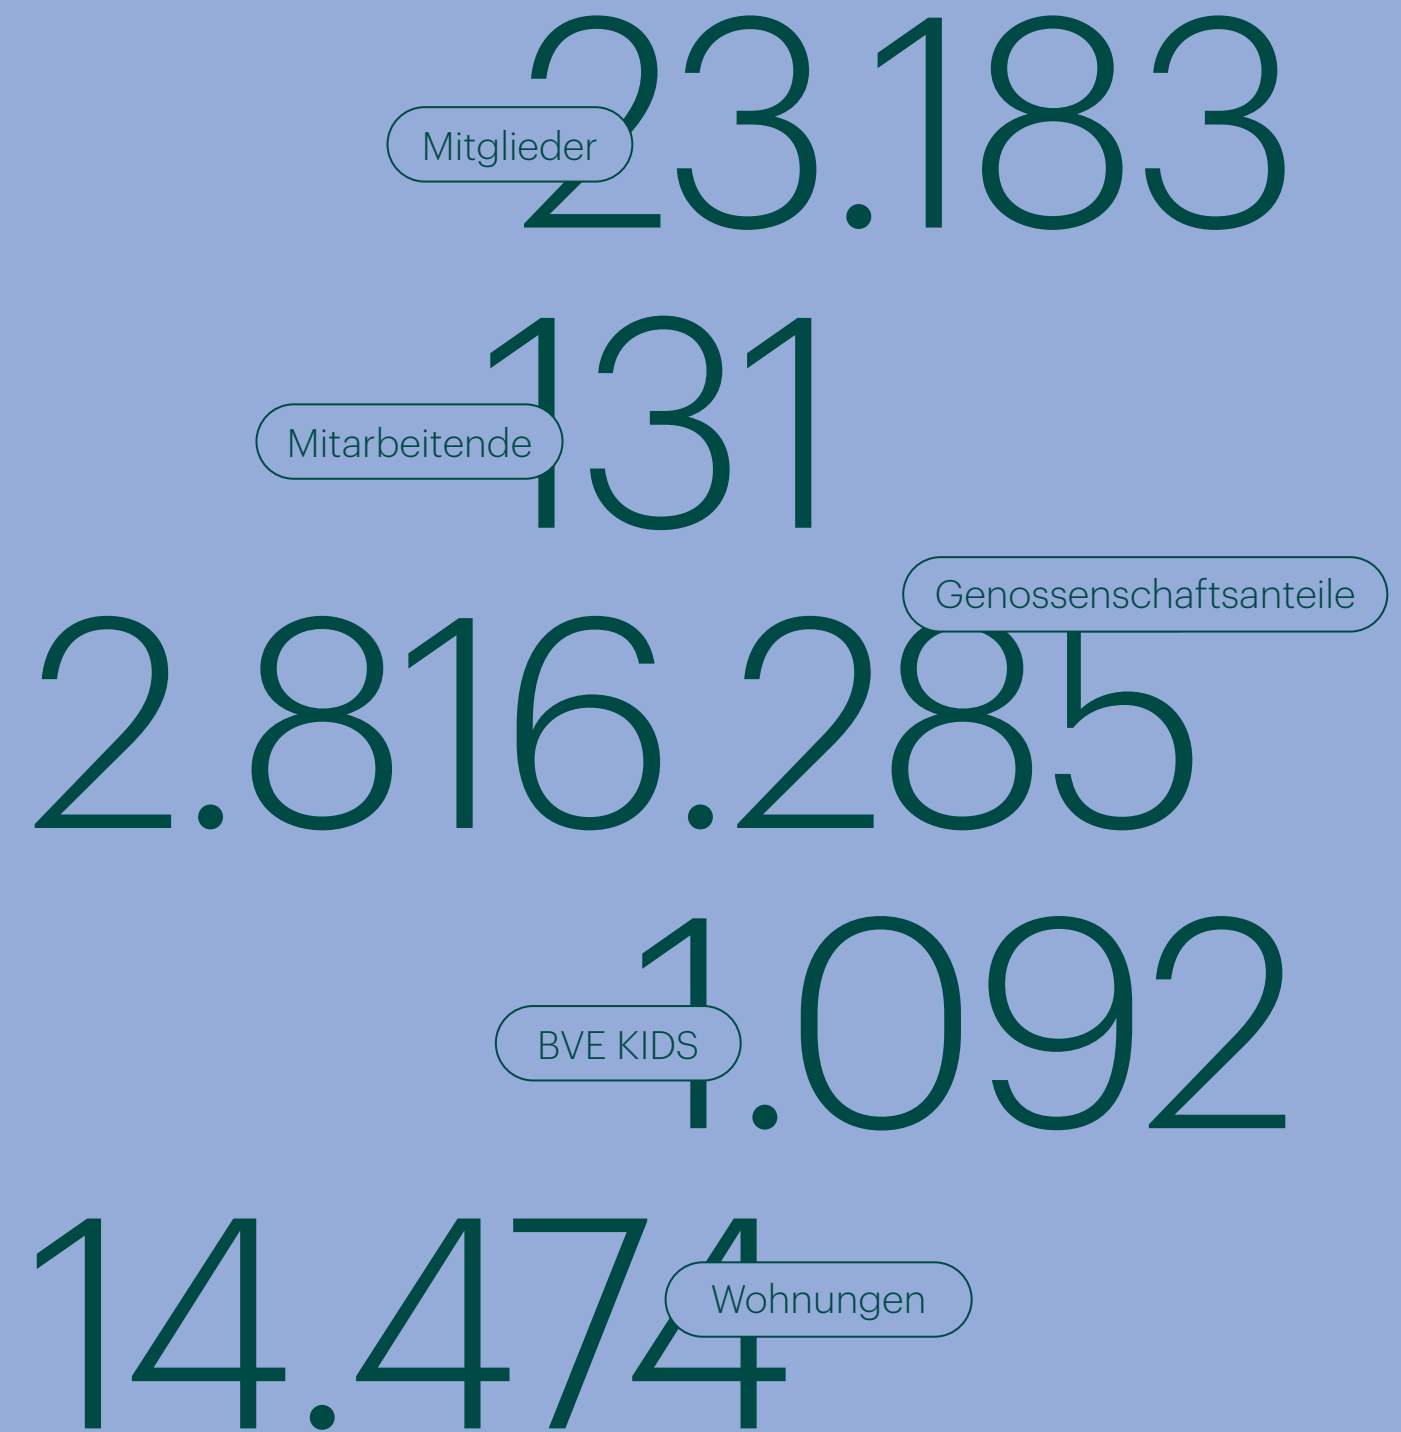 23.183
Mitglieder
131
Mitarbeitende
Genossenschaftsanteile
2.816.285
1.092
BVE KIDS
14.474
Wohnungen